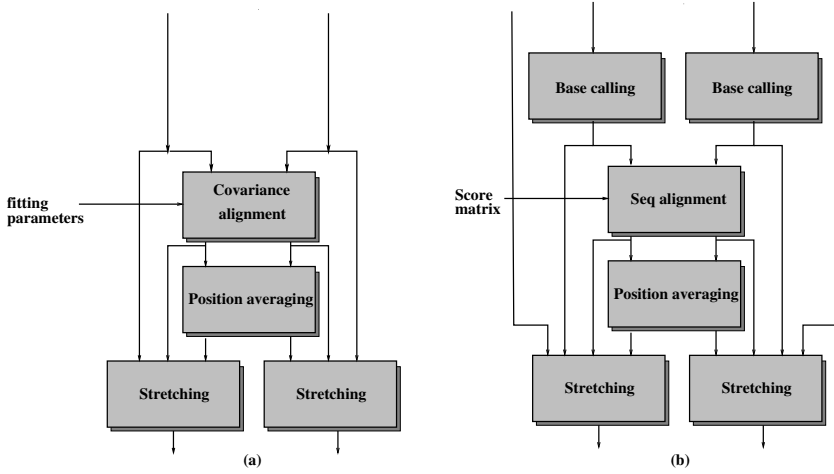 fitting
parameters
Covariance
alignment
Position averaging
Stretching
Stretching
(a)
Base calling
Base calling
Score
matrix
Seq alignment
Position averaging
Stretching
Stretching
(b)